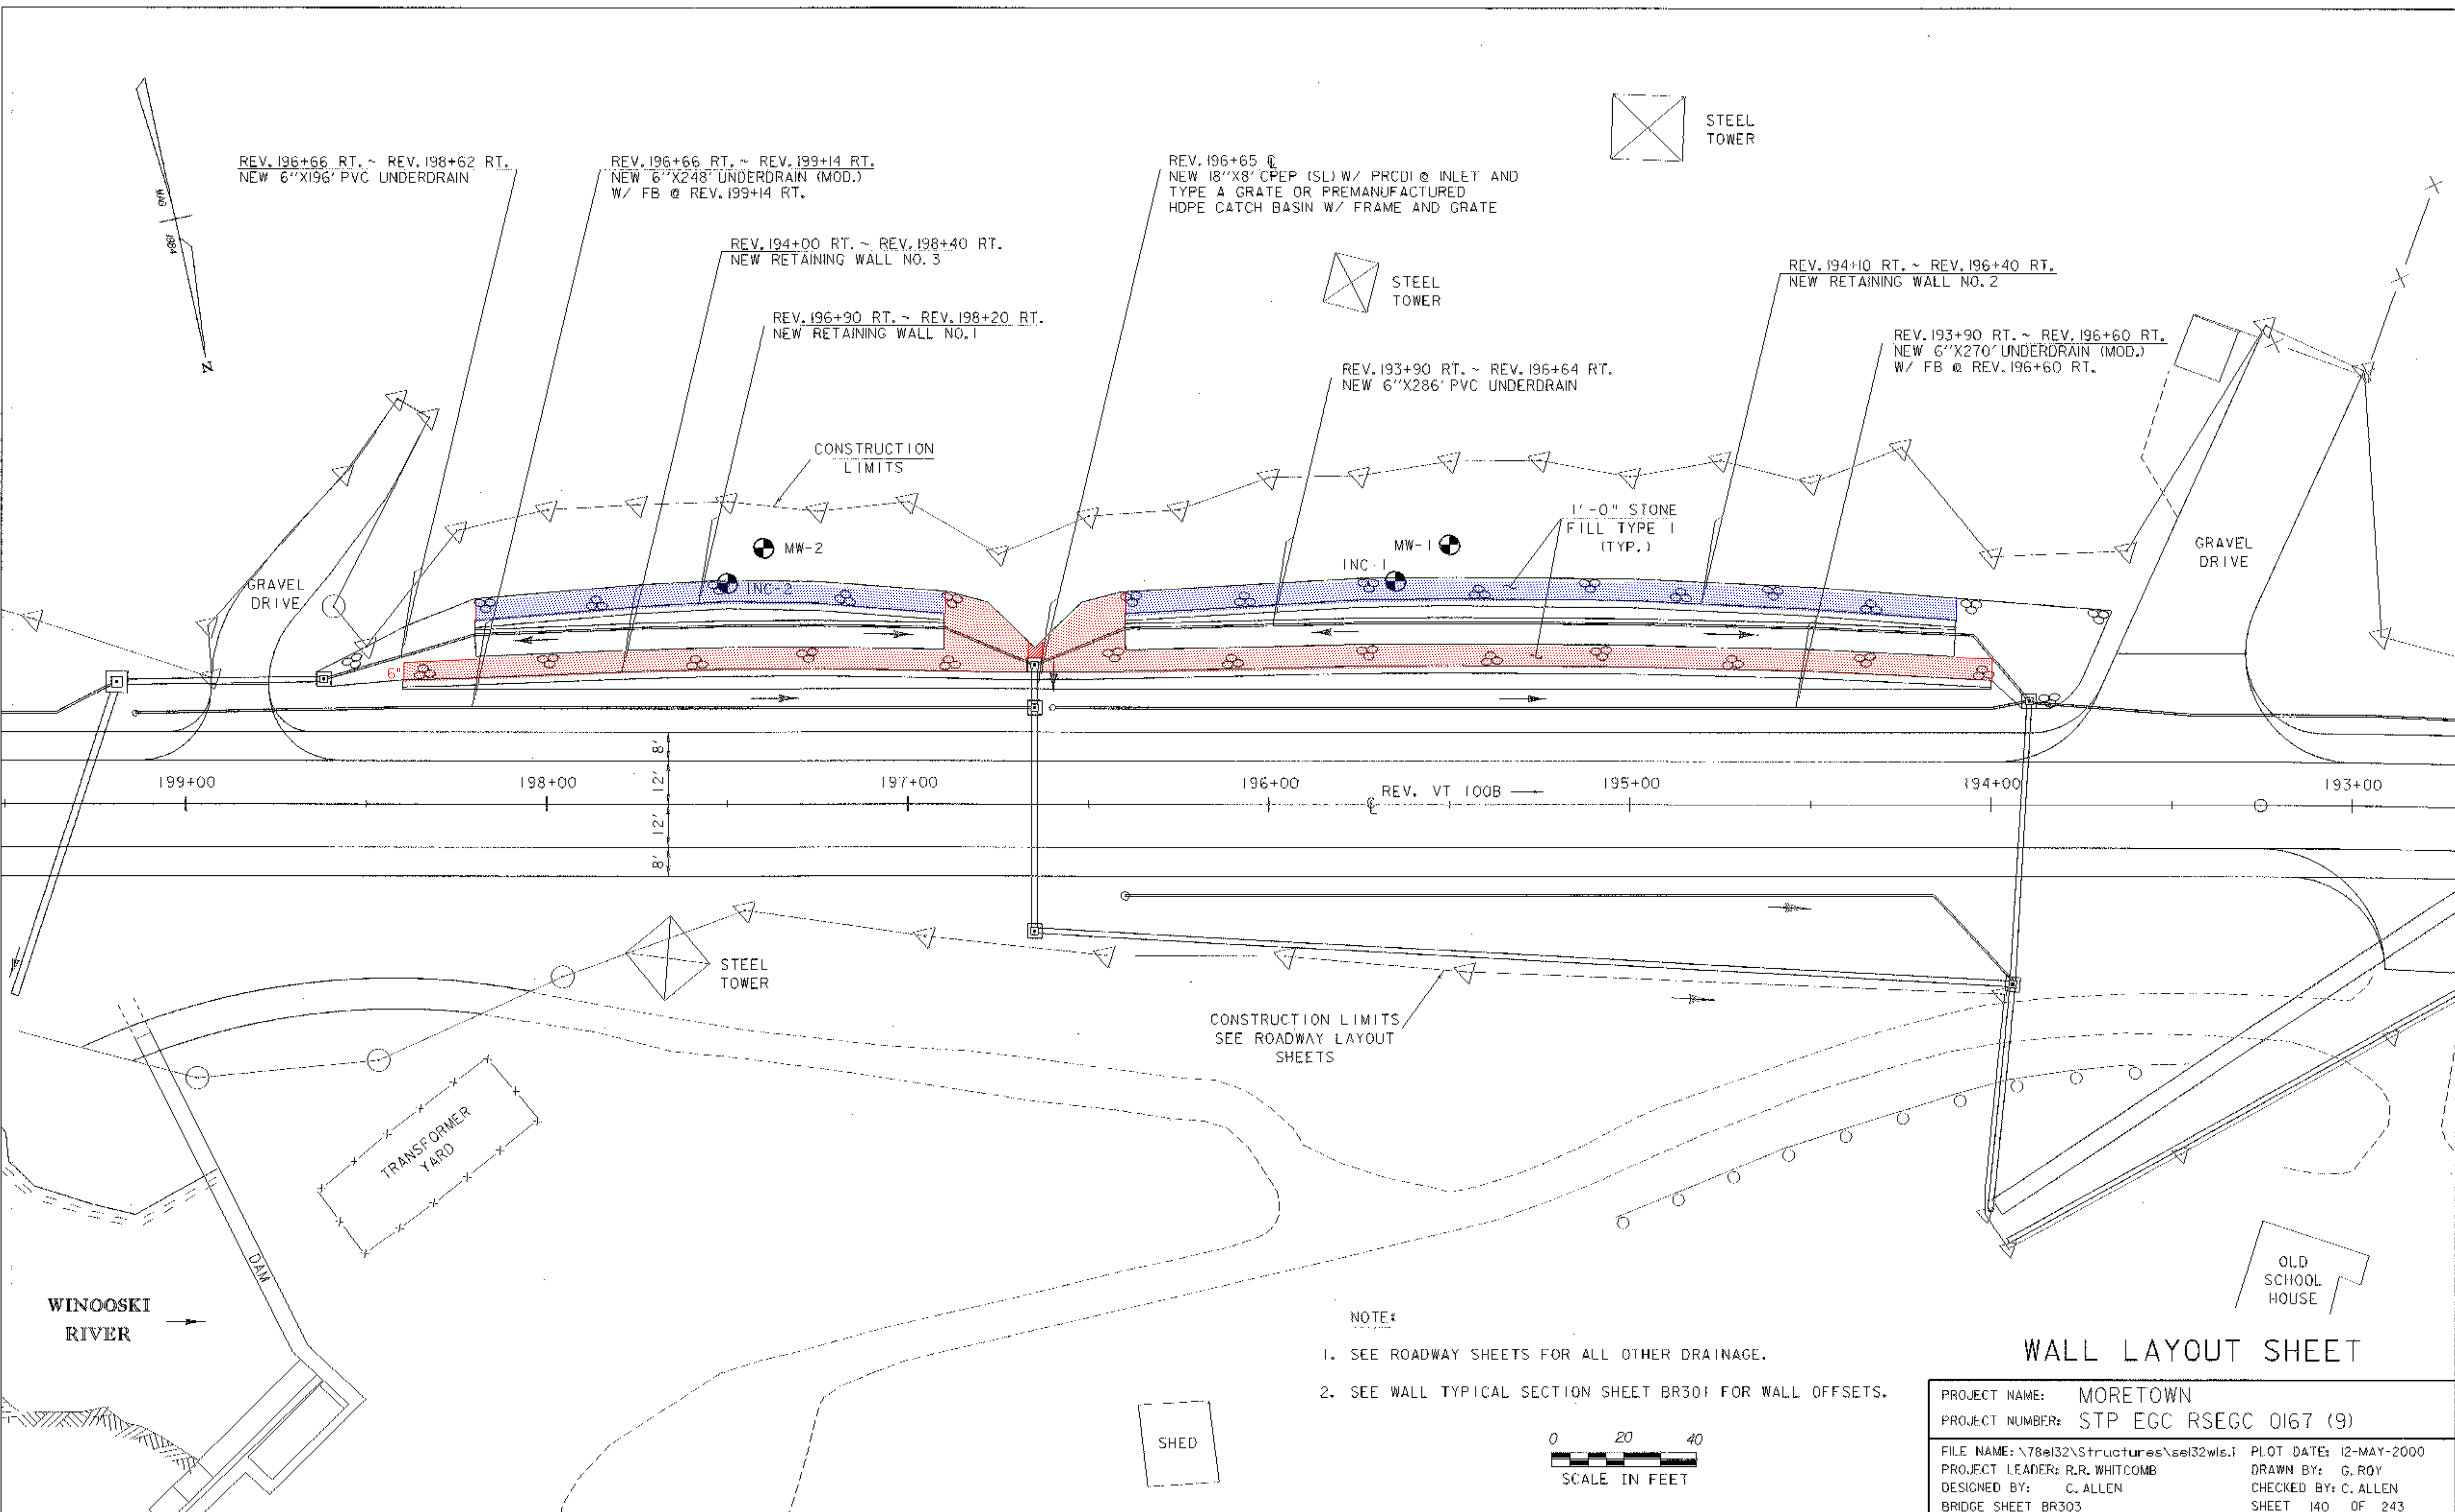 STEEL
TOWER
REV. 196+66 RT. ~ REV. 198+62 RT.
NEW 6"X196' PVC UNDERDRAIN
REV. 196+66 RT. ~ REV. 199+14 RT.
NEW 6"X248' UNDERDRAIN (MOD.)
W/ FB @ REV. 199+14 RT.
REV. 196+65 ℄
NEW 18"X8' CPEP (SL) W/ PRCDI @ INLET AND
TYPE A GRATE OR PREMANUFACTURED
HDPE CATCH BASIN W/ FRAME AND GRATE
MAG
1984
N
REV. 194+00 RT. ~ REV. 198+40 RT.
NEW RETAINING WALL NO. 3
STEEL
TOWER
REV. 194+10 RT. ~ REV. 196+40 RT.
NEW RETAINING WALL NO. 2
REV. 196+90 RT. ~ REV. 198+20 RT.
NEW RETAINING WALL NO. 1
REV. 193+90 RT. ~ REV. 196+60 RT.
NEW 6"X270' UNDERDRAIN (MOD.)
W/ FB @ REV. 196+60 RT.
REV. 193+90 RT. ~ REV. 196+64 RT.
NEW 6"X286' PVC UNDERDRAIN
CONSTRUCTION
LIMITS
1'-0" STONE
FILL TYPE I
(TYP.)
MW-2
MW-1
GRAVEL
DRIVE
INC-1
INC-2
GRAVEL
DRIVE
6"
8'
12'
12'
8'
199+00
198+00
197+00
196+00
REV. VT 100B
℄
195+00
194+00
193+00
STEEL
TOWER
CONSTRUCTION LIMITS
SEE ROADWAY LAYOUT
SHEETS
TRANSFORMER
YARD
DAM
WINOOSKI
RIVER
OLD
SCHOOL
HOUSE
NOTE:
1. SEE ROADWAY SHEETS FOR ALL OTHER DRAINAGE.
2. SEE WALL TYPICAL SECTION SHEET BR301 FOR WALL OFFSETS.
SHED
0 20 40
SCALE IN FEET
WALL LAYOUT SHEET
PROJECT NAME: MORETOWN
PROJECT NUMBER: STP EGC RSEGC 0167 (9)
FILE NAME: \78e132\Structures\se132wls.i PLOT DATE: 12-MAY-2000
PROJECT LEADER: R.R. WHITCOMB DRAWN BY: G. ROY
DESIGNED BY: C. ALLEN CHECKED BY: C. ALLEN
BRIDGE SHEET BR303 SHEET 140 OF 243